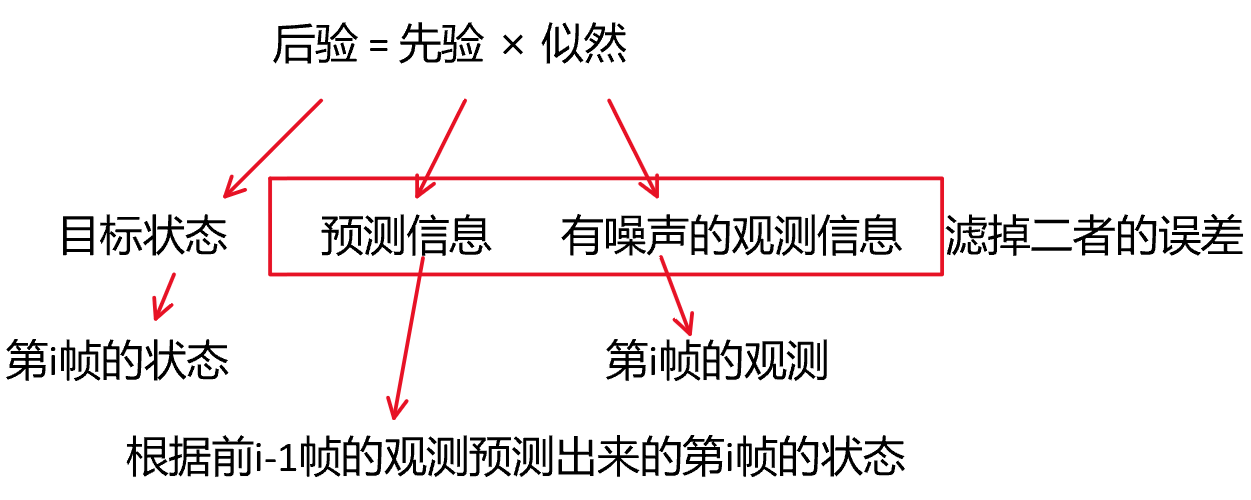 后验 = 先验 × 似然
目标状态 预测信息 有噪声的观测信息 滤掉二者的误差
第i帧的状态 第i帧的观测
根据前i-1帧的观测预测出来的第i帧的状态